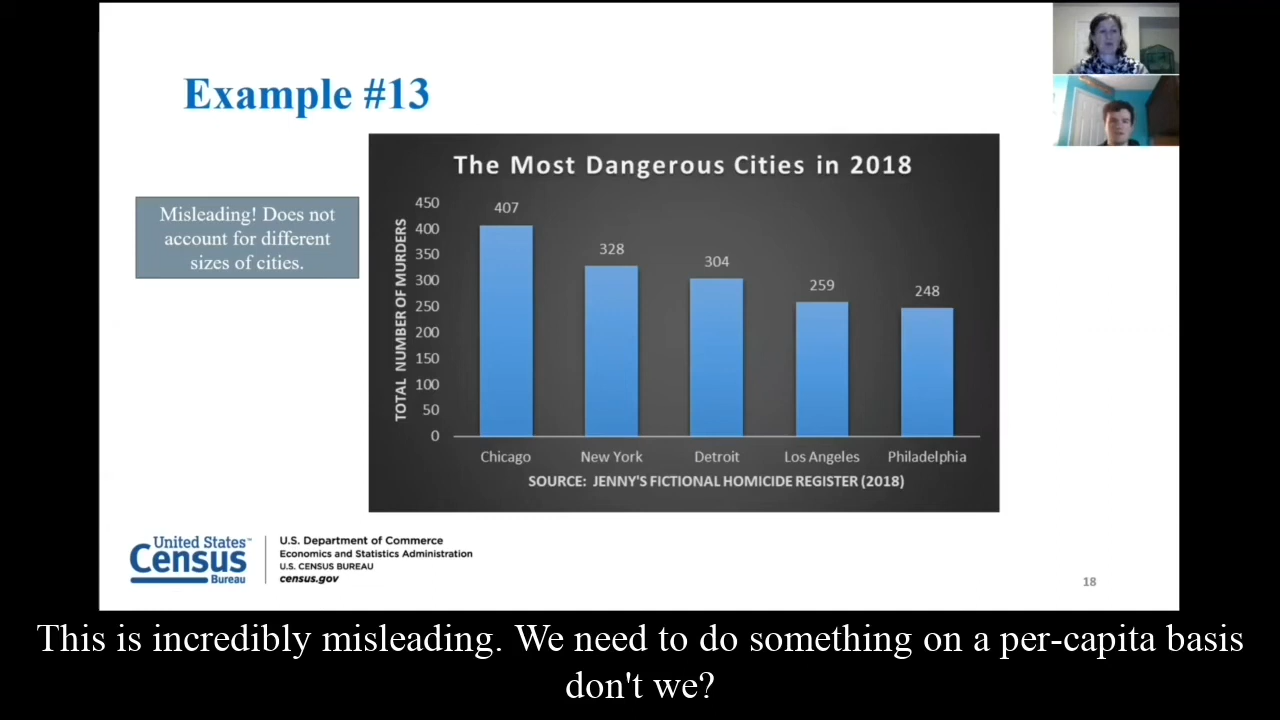 Example #13
Misleading! Does not
account for different
sizes of cities.
The Most Dangerous Cities in 2018
TOTAL NUMBER OF MURDERS
450
400
350
300
250
200
150
100
50
0
407
328
304
259
248
Chicago
New York
Detroit
Los Angeles
Philadelphia
SOURCE: JENNY'S FICTIONAL HOMICIDE REGISTER (2018)
United States™
Census
Bureau
U.S. Department of Commerce
Economics and Statistics Administration
U.S. CENSUS BUREAU
census.gov
18
This is incredibly misleading. We need to do something on a per-capita basis
don't we?